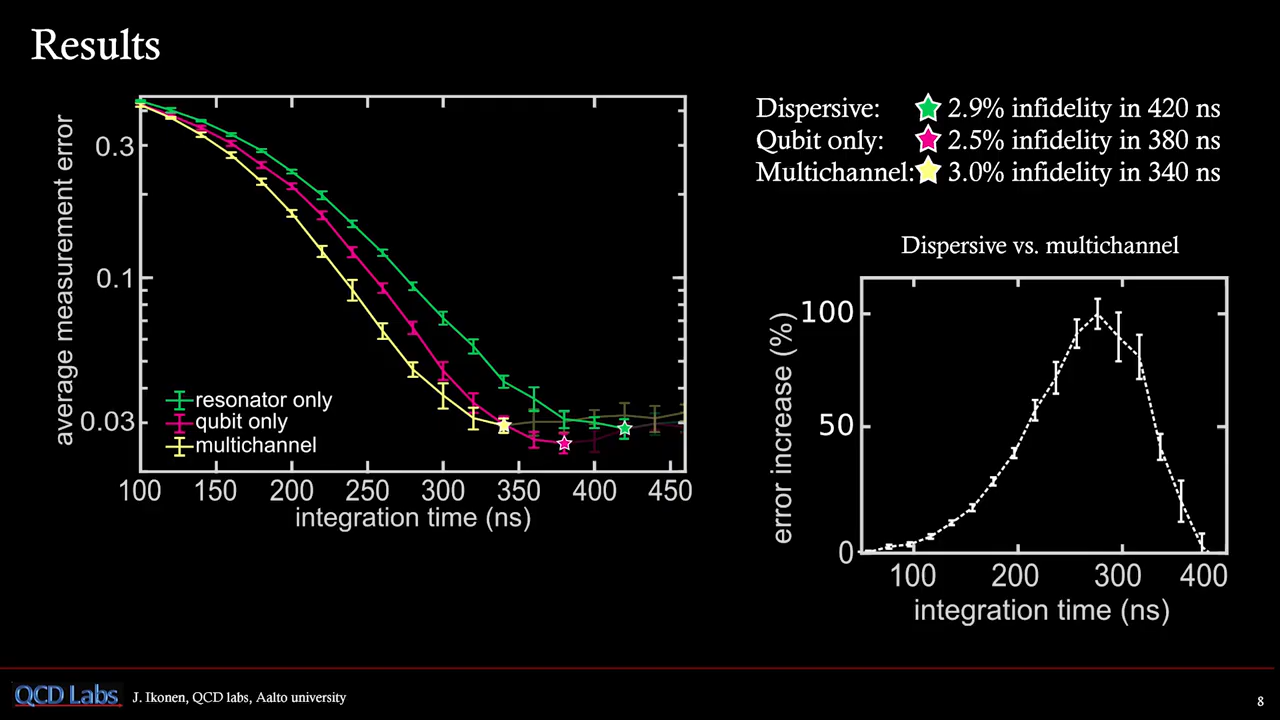 Results
Dispersive: 2.9% infidelity in 420 ns
Qubit only: 2.5% infidelity in 380 ns
Multichannel: 3.0% infidelity in 340 ns
average measurement error
0.3
0.1
0.03
resonator only
qubit only
multichannel
100 150 200 250 300 350 400 450
integration time (ns)
Dispersive vs. multichannel
error increase (%)
100
50
0
100 200 300 400
integration time (ns)
QCD Labs J. Ikonen, QCD labs, Aalto university
8